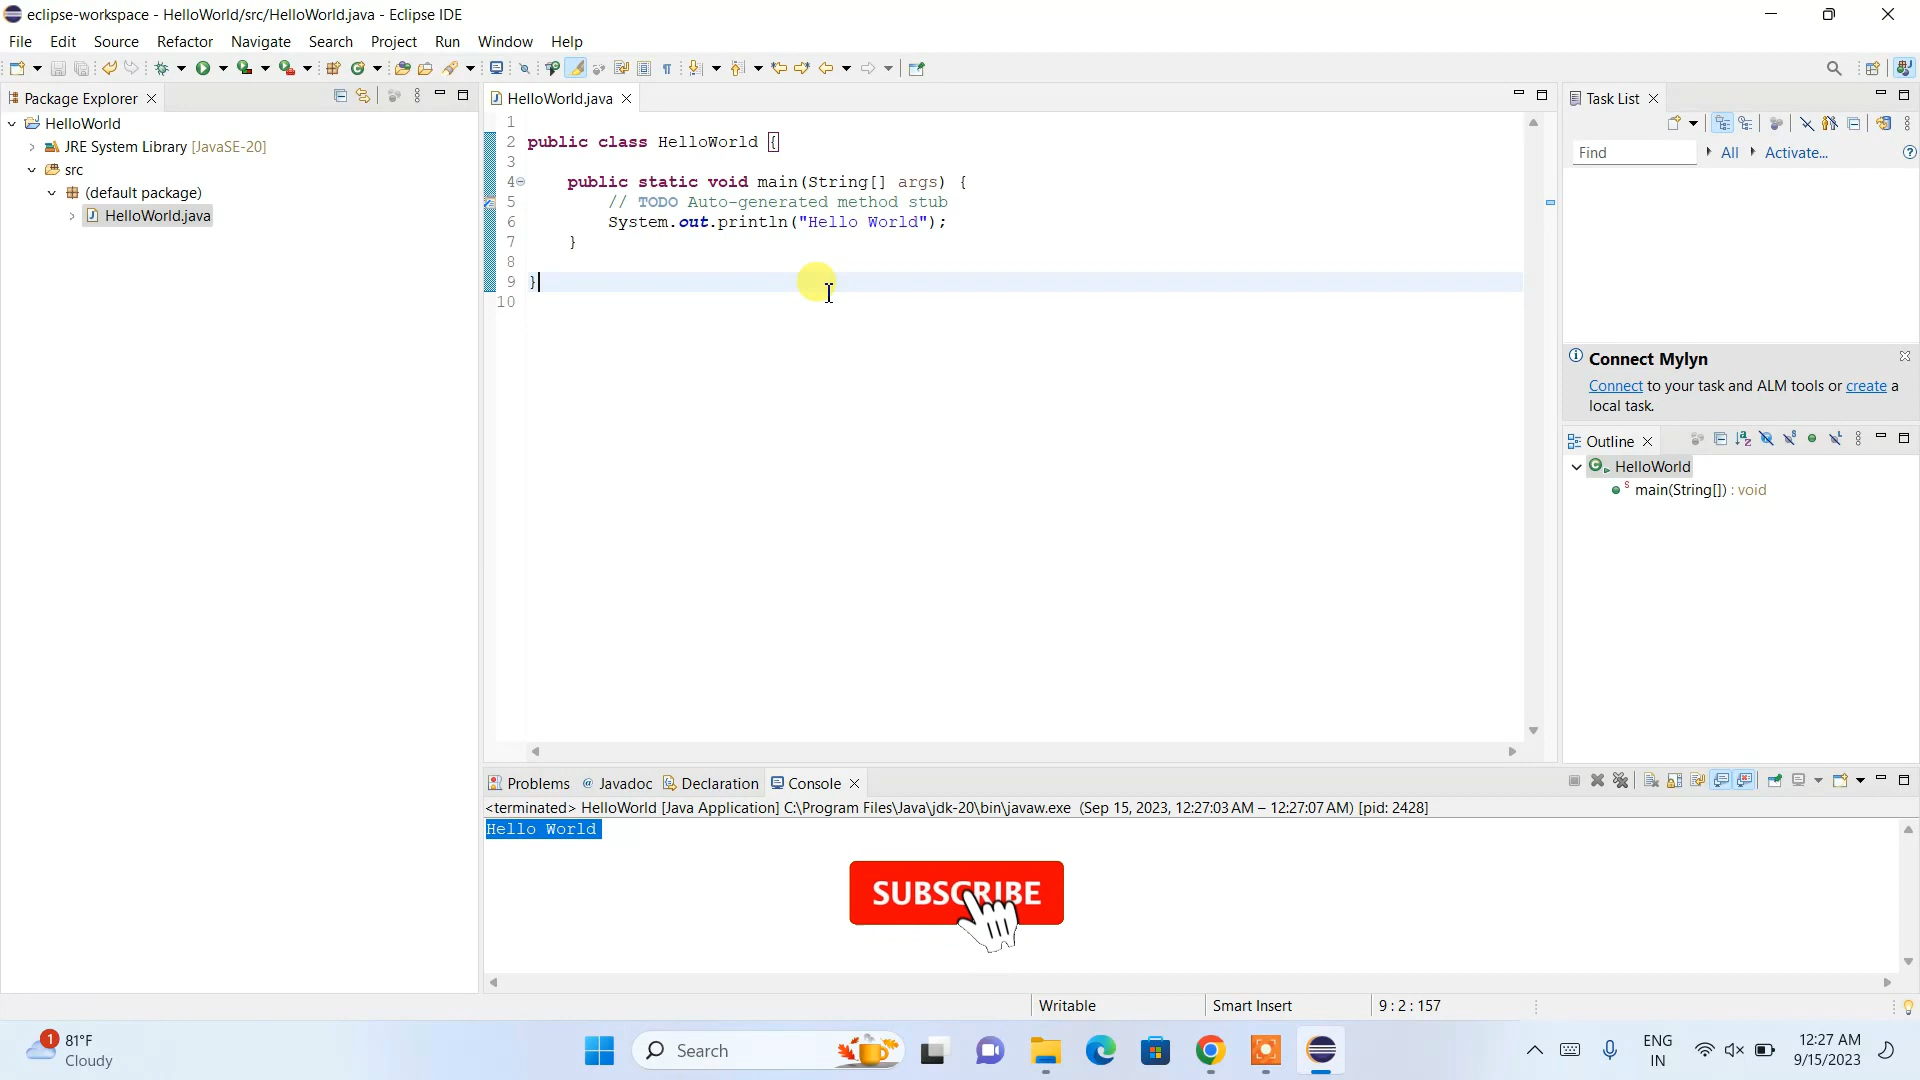 eclipse-workspace - HelloWorld/src/HelloWorld.java - Eclipse IDE
File Edit Source Refactor Navigate Search Project Run Window Help
Package Explorer
HelloWorld
JRE System Library [JavaSE-20]
src
(default package)
HelloWorld.java
HelloWorld.java
1
2 public class HelloWorld {
3
4 public static void main(String[] args) {
5 // TODO Auto-generated method stub
6 System.out.println("Hello World");
7 }
8
9 }
10
Task List
Find All Activate...
Connect Mylyn
Connect to your task and ALM tools or create a
local task.
Outline
HelloWorld
main(String[]) : void
Problems @ Javadoc Declaration Console
<terminated> HelloWorld [Java Application] C:\Program Files\Java\jdk-20\bin\javaw.exe (Sep 15, 2023, 12:27:03 AM – 12:27:07 AM) [pid: 2428]
Hello World
SUBSCRIBE
Writable Smart Insert 9 : 2 : 157
1
81°F
Cloudy
Search
ENG
IN
12:27 AM
9/15/2023